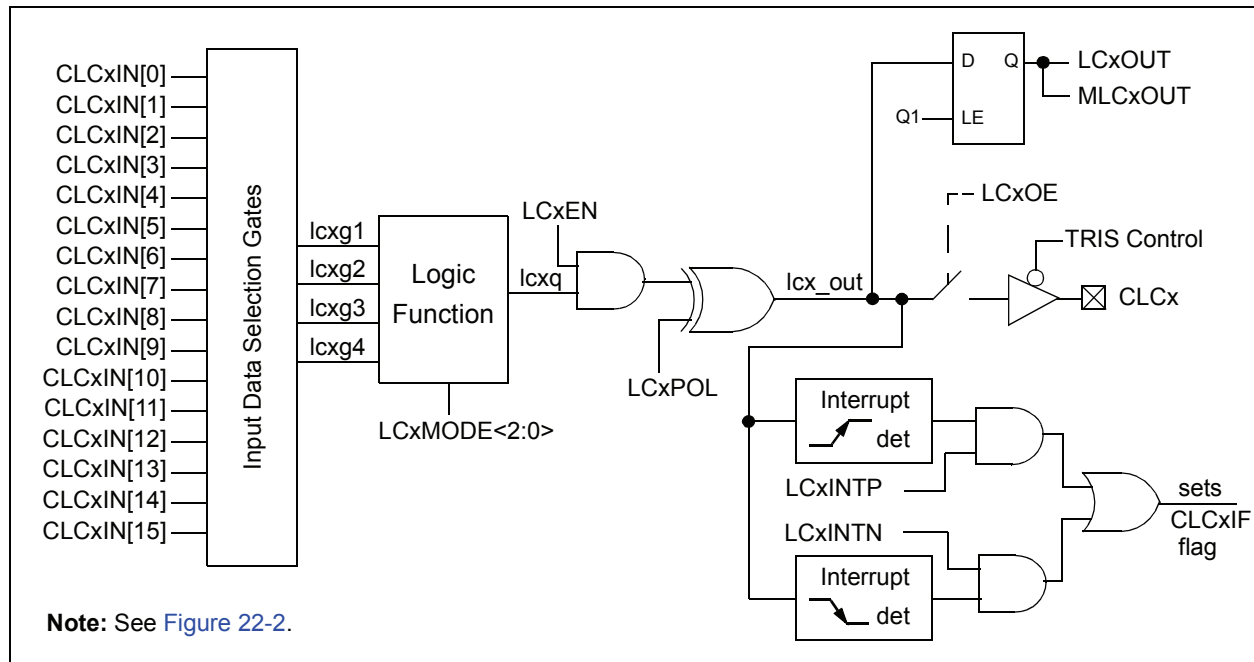 CLCxIN[0]
CLCxIN[1]
CLCxIN[2]
CLCxIN[3]
CLCxIN[4]
CLCxIN[5]
CLCxIN[6]
CLCxIN[7]
CLCxIN[8]
CLCxIN[9]
CLCxIN[10]
CLCxIN[11]
CLCxIN[12]
CLCxIN[13]
CLCxIN[14]
CLCxIN[15]
Input Data Selection Gates
lcxg1
lcxg2
lcxg3
lcxg4
Logic
Function
LCxMODE<2:0>
LCxEN
lcxq
LCxPOL
lcx_out
D Q
LE
Q1
LCxOUT
MLCxOUT
LCxOE
TRIS Control
CLCx
Interrupt
det
LCxINTP
LCxINTN
Interrupt
det
sets
CLCxIF
flag
Note: See Figure 22-2.